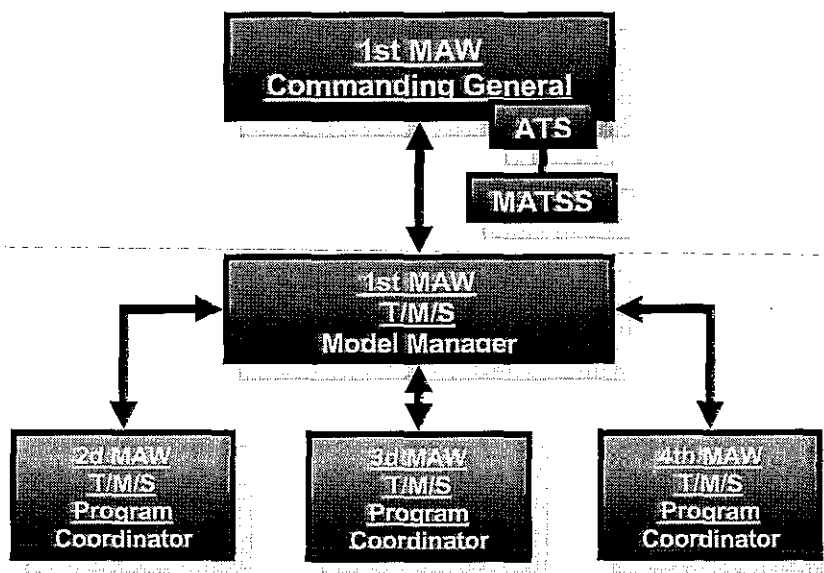 1st MAW
Commanding General
ATS
MATSS
1st MAW
T/M/S
Model Manager
2d MAW
T/M/S
Program
Coordinator
3d MAW
T/M/S
Program
Coordinator
4th MAW
T/M/S
Program
Coordinator